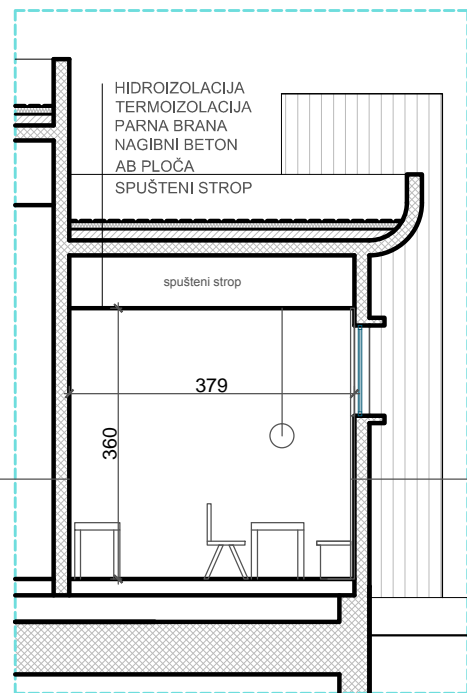 HIDROIZOLACIJA
TERMOIZOLACIJA
PARNA BRANA
NAGIBNI BETON
AB PLOČA
SPUŠTENI STROP
spušteni strop
379
360